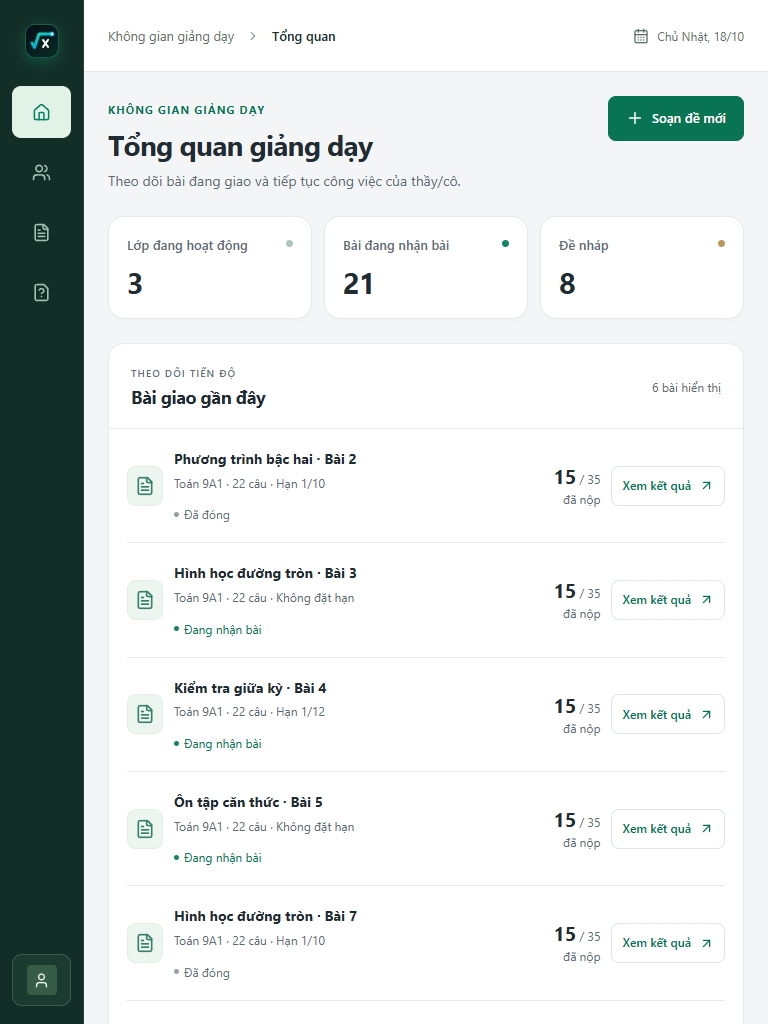 √x
Không gian giảng dạy > Tổng quan
Chủ Nhật, 18/10
KHÔNG GIAN GIẢNG DẠY
Tổng quan giảng dạy
Theo dõi bài đang giao và tiếp tục công việc của thầy/cô.
+ Soạn đề mới
Lớp đang hoạt động
3
Bài đang nhận bài
21
Đề nháp
8
THEO DÕI TIẾN ĐỘ
Bài giao gần đây
6 bài hiển thị
Phương trình bậc hai · Bài 2
Toán 9A1 · 22 câu · Hạn 1/10
Đã đóng
15 / 35
đã nộp
Xem kết quả
Hình học đường tròn · Bài 3
Toán 9A1 · 22 câu · Không đặt hạn
Đang nhận bài
15 / 35
đã nộp
Xem kết quả
Kiểm tra giữa kỳ · Bài 4
Toán 9A1 · 22 câu · Hạn 1/12
Đang nhận bài
15 / 35
đã nộp
Xem kết quả
Ôn tập căn thức · Bài 5
Toán 9A1 · 22 câu · Không đặt hạn
Đang nhận bài
15 / 35
đã nộp
Xem kết quả
Hình học đường tròn · Bài 7
Toán 9A1 · 22 câu · Hạn 1/10
Đã đóng
15 / 35
đã nộp
Xem kết quả